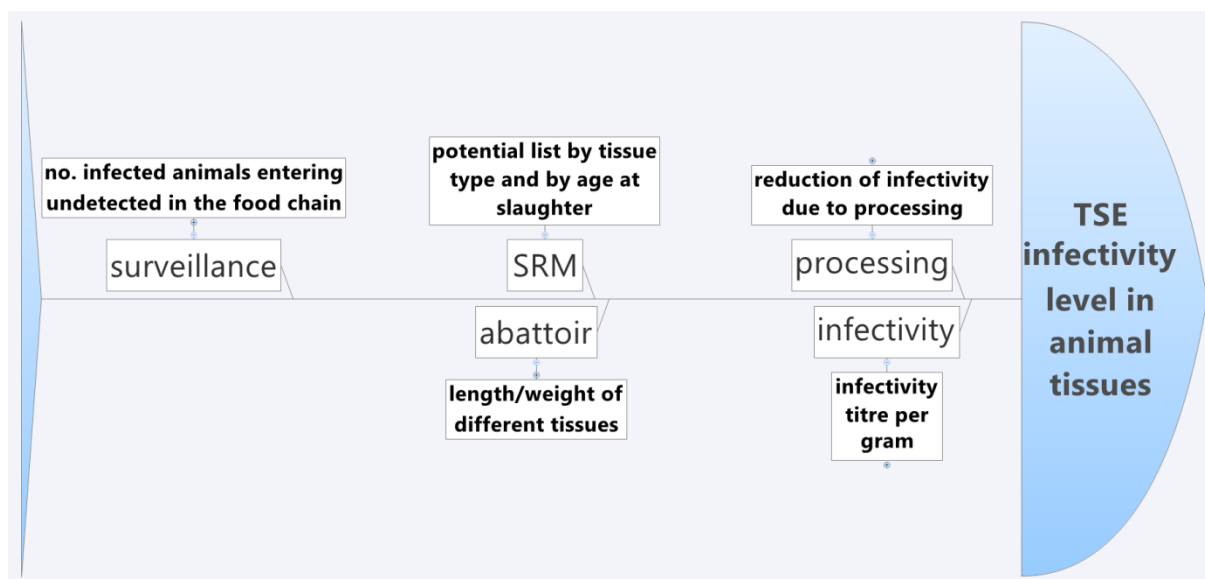 no. infected animals entering
undetected in the food chain
surveillance
potential list by tissue
type and by age at
slaughter
SRM
reduction of infectivity
due to processing
processing
abattoir
length/weight of
different tissues
infectivity
infectivity
titre per
gram
TSE
infectivity
level in
animal
tissues